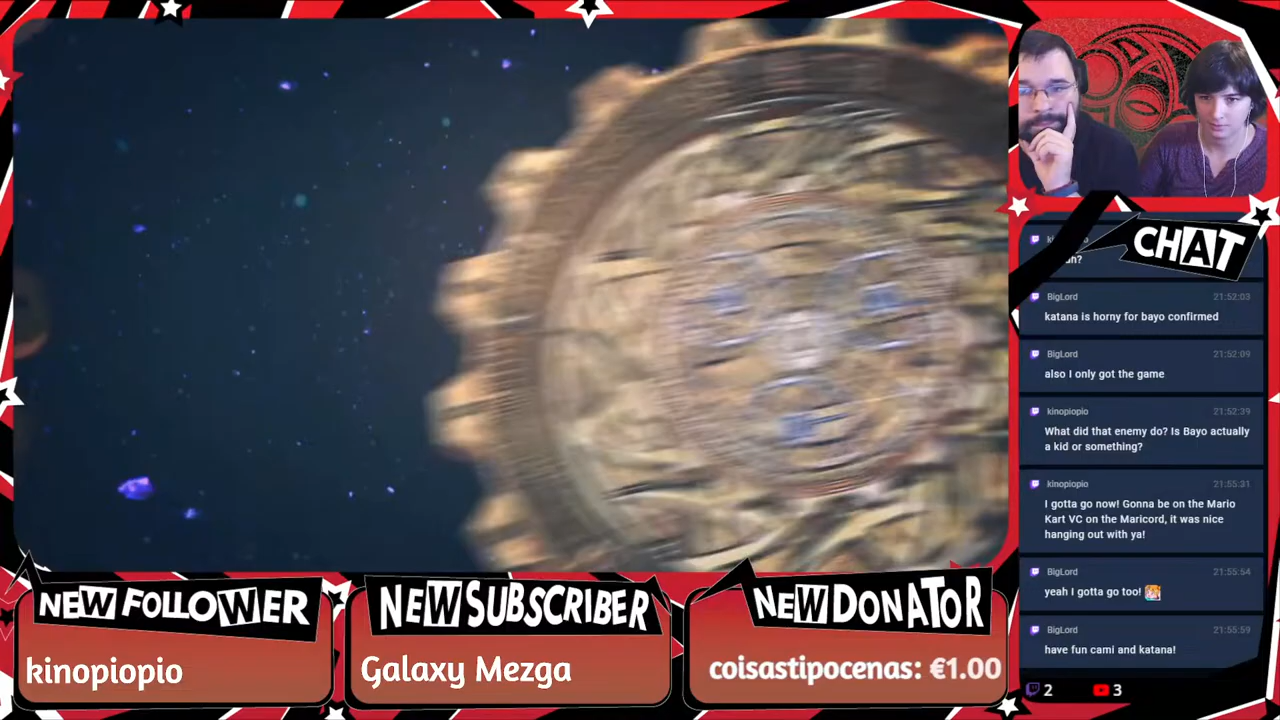 CHAT
BigLord 21:52:03
katana is horny for bayo confirmed
BigLord 21:52:09
also I only got the game
kinopiopio 21:52:39
What did that enemy do? Is Bayo actually
a kid or something?
kinopiopio 21:55:31
I gotta go now! Gonna be on the Mario
Kart VC on the Maricord, it was nice
hanging out with ya!
BigLord 21:55:54
yeah I gotta go too!
BigLord 21:55:59
have fun cami and katana!
2 3
NEW FOLLOWER
kinopiopio
NEW SUBSCRIBER
Galaxy Mezga
NEW DONATOR
coisastipocenas: €1.00